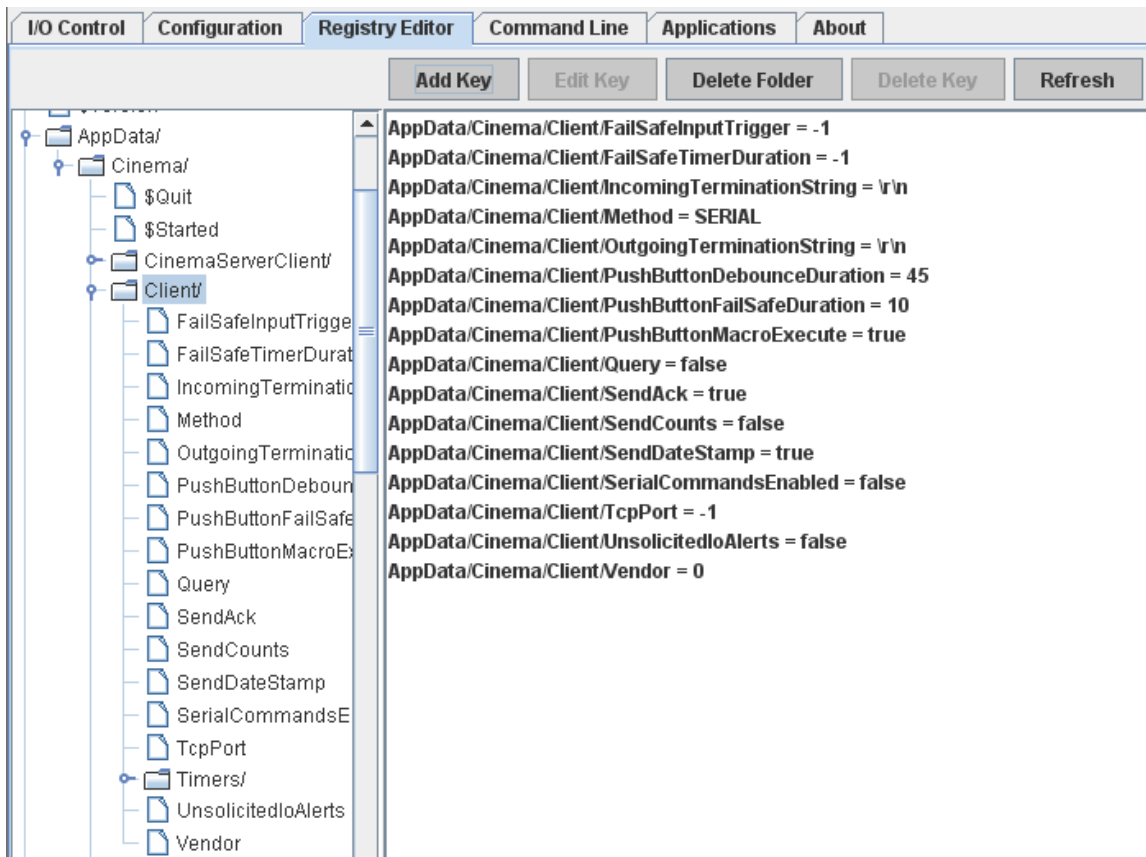 I/O Control
Configuration
Registry Editor
Command Line
Applications
About
Add Key
Edit Key
Delete Folder
Delete Key
Refresh
AppData/
Cinema/
$Quit
$Started
CinemaServerClient/
Client/
FailSafeInputTrigge
FailSafeTimerDurat
IncomingTerminatio
Method
OutgoingTerminatio
PushButtonDeboun
PushButtonFailSafe
PushButtonMacroE
Query
SendAck
SendCounts
SendDateStamp
SerialCommandsE
TcpPort
Timers/
UnsolicitedIoAlerts
Vendor
AppData/Cinema/Client/FailSafeInputTrigger = -1
AppData/Cinema/Client/FailSafeTimerDuration = -1
AppData/Cinema/Client/IncomingTerminationString = \r\n
AppData/Cinema/Client/Method = SERIAL
AppData/Cinema/Client/OutgoingTerminationString = \r\n
AppData/Cinema/Client/PushButtonDebounceDuration = 45
AppData/Cinema/Client/PushButtonFailSafeDuration = 10
AppData/Cinema/Client/PushButtonMacroExecute = true
AppData/Cinema/Client/Query = false
AppData/Cinema/Client/SendAck = true
AppData/Cinema/Client/SendCounts = false
AppData/Cinema/Client/SendDateStamp = true
AppData/Cinema/Client/SerialCommandsEnabled = false
AppData/Cinema/Client/TcpPort = -1
AppData/Cinema/Client/UnsolicitedIoAlerts = false
AppData/Cinema/Client/Vendor = 0